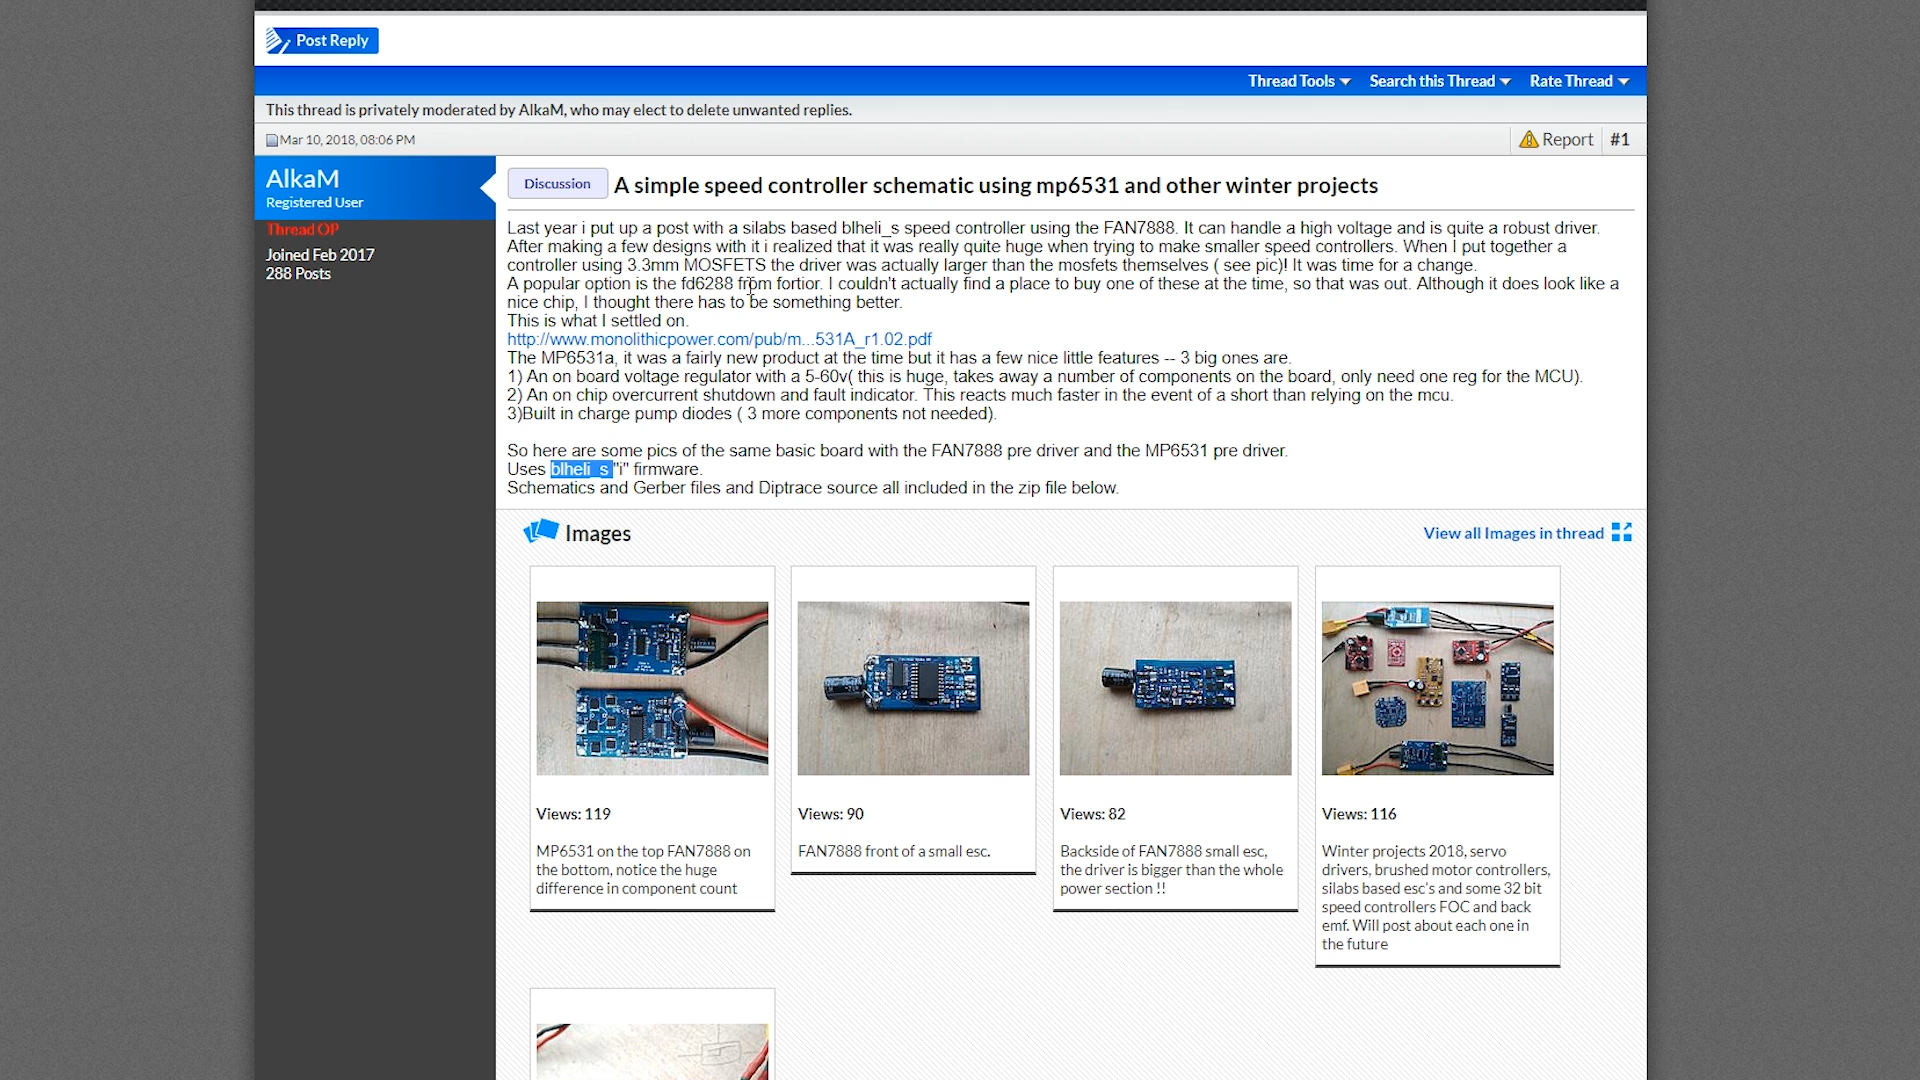 Post Reply
Thread Tools Search this Thread Rate Thread
This thread is privately moderated by AlkaM, who may elect to delete unwanted replies.
Mar 10, 2018, 08:06 PM
Report #1
AlkaM
Registered User
Thread OP
Joined Feb 2017
288 Posts
Discussion A simple speed controller schematic using mp6531 and other winter projects
Last year i put up a post with a silabs based blheli_s speed controller using the FAN7888. It can handle a high voltage and is quite a robust driver.
After making a few designs with it i realized that it was really quite huge when trying to make smaller speed controllers. When I put together a
controller using 3.3mm MOSFETS the driver was actually larger than the mosfets themselves ( see pic)! It was time for a change.
A popular option is the fd6288 from fortior. I couldn't actually find a place to buy one of these at the time, so that was out. Although it does look like a
nice chip, I thought there has to be something better.
This is what I settled on.
http://www.monolithicpower.com/pub/m...531A_r1.02.pdf
The MP6531a, it was a fairly new product at the time but it has a few nice little features -- 3 big ones are.
1) An on board voltage regulator with a 5-60v( this is huge, takes away a number of components on the board, only need one reg for the MCU).
2) An on chip overcurrent shutdown and fault indicator. This reacts much faster in the event of a short than relying on the mcu.
3)Built in charge pump diodes ( 3 more components not needed).
So here are some pics of the same basic board with the FAN7888 pre driver and the MP6531 pre driver.
Uses blheli_s "i" firmware.
Schematics and Gerber files and Diptrace source all included in the zip file below.
Images
View all Images in thread
Views: 119
MP6531 on the top FAN7888 on
the bottom, notice the huge
difference in component count
Views: 90
FAN7888 front of a small esc.
Views: 82
Backside of FAN7888 small esc,
the driver is bigger than the whole
power section !!
Views: 116
Winter projects 2018, servo
drivers, brushed motor controllers,
silabs based esc's and some 32 bit
speed controllers FOC and back
emf. Will post about each one in
the future